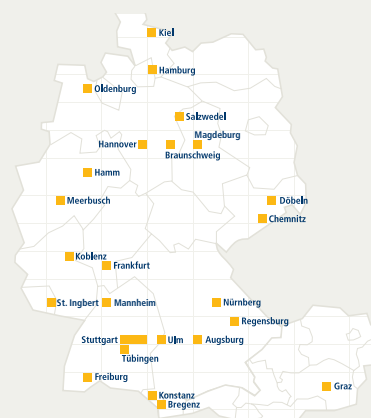 Kiel
Hamburg
Oldenburg
Salzwedel
Magdeburg
Hannover
Braunschweig
Hamm
Meerbusch
Döbeln
Chemnitz
Koblenz
Frankfurt
St. Ingbert
Mannheim
Nürnberg
Regensburg
Stuttgart
Ulm
Augsburg
Tübingen
Freiburg
Graz
Konstanz
Bregenz